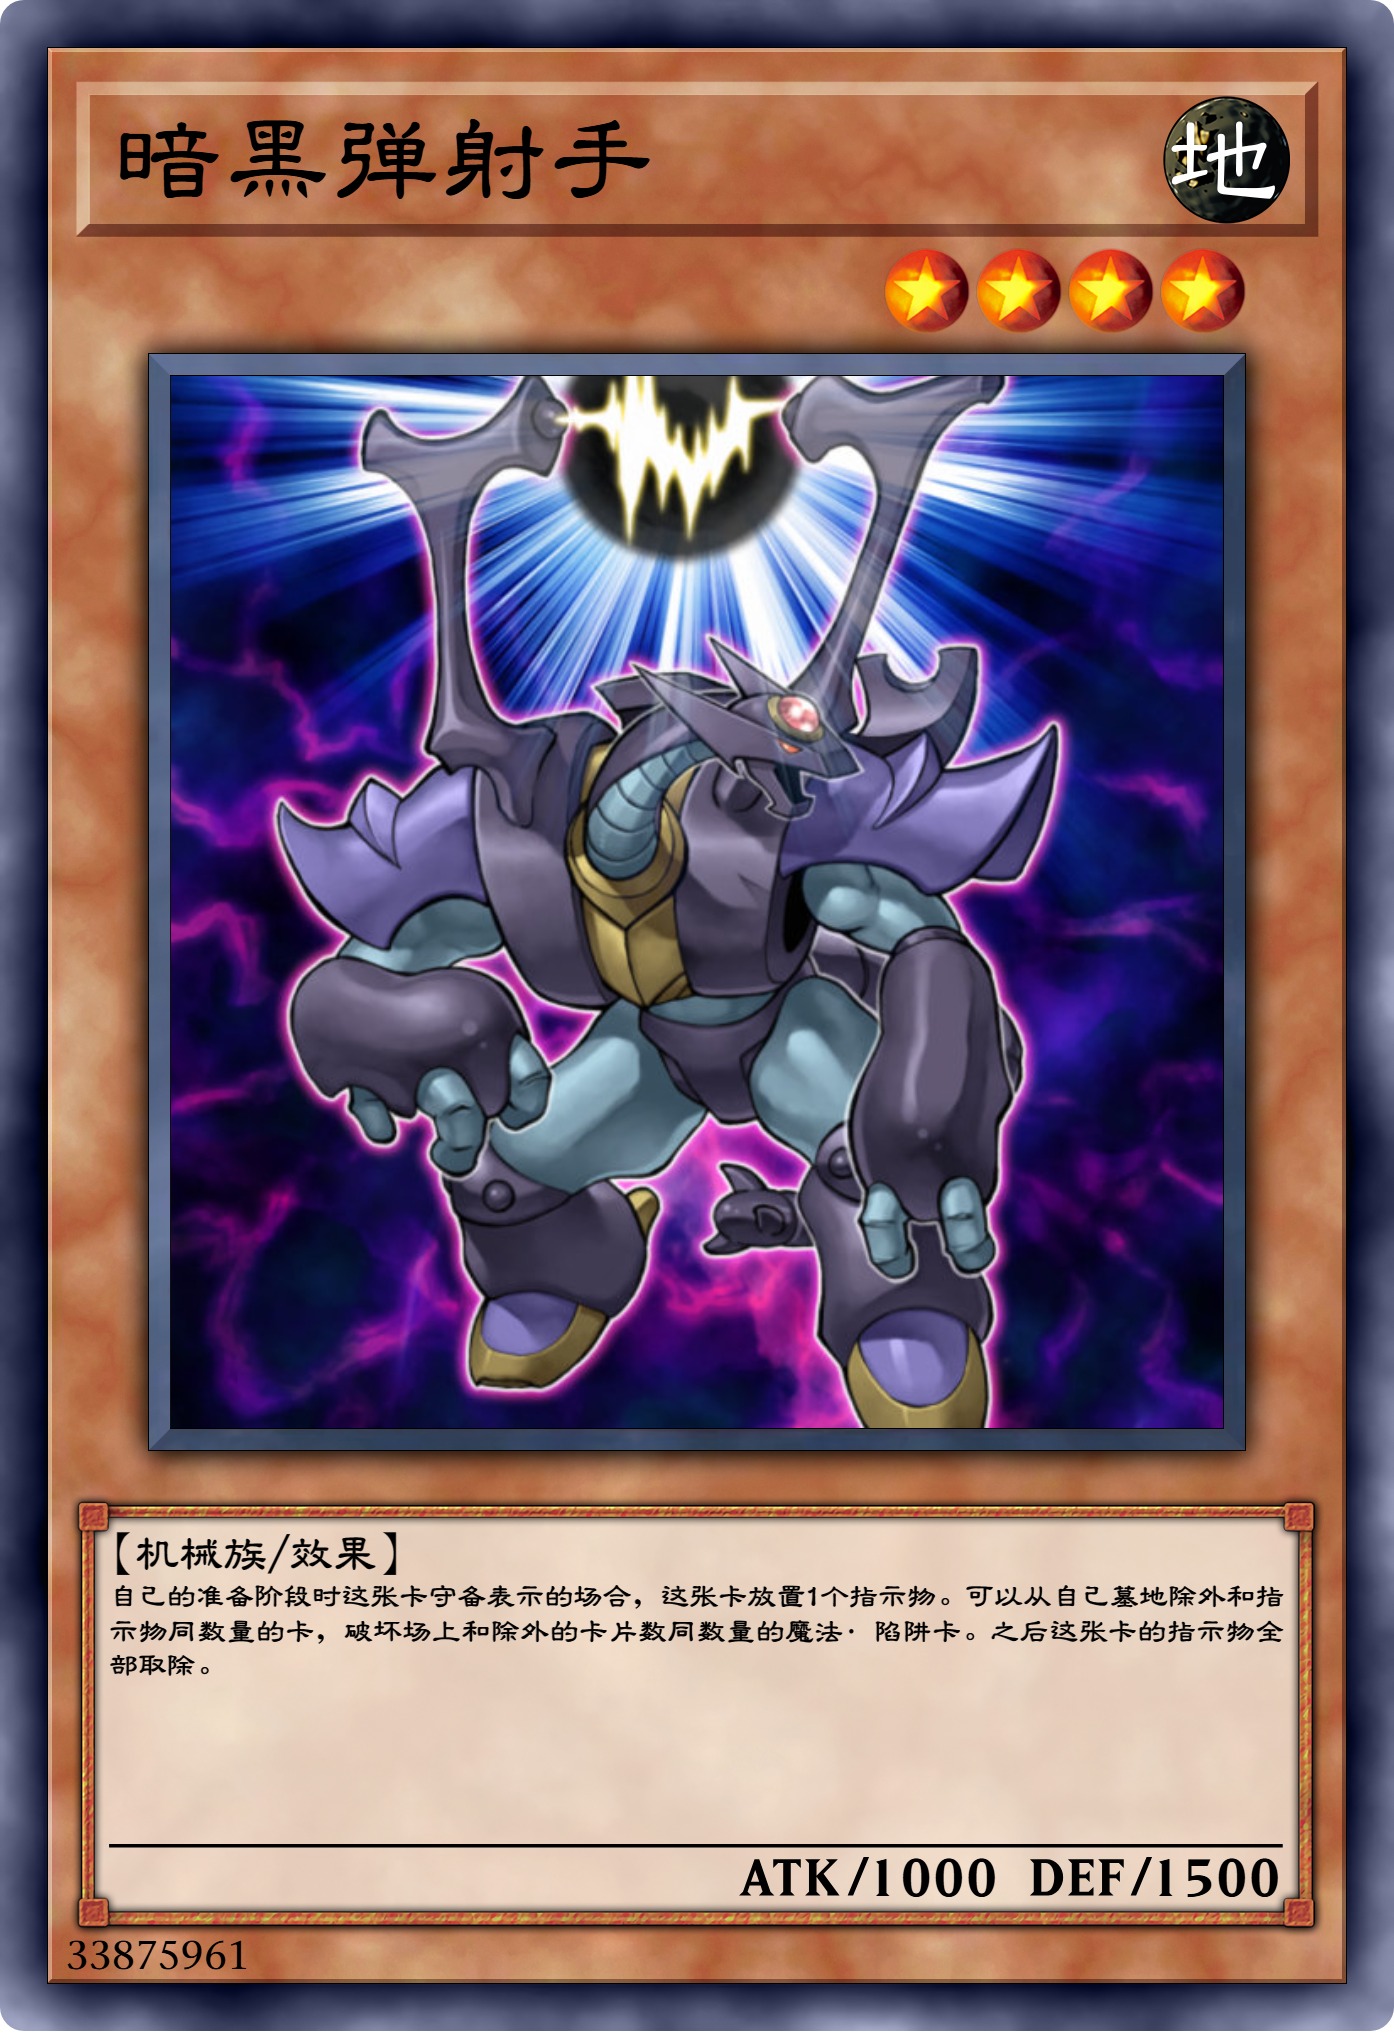 暗黑弹射手
地
【机械族/效果】
自己的准备阶段时这张卡守备表示的场合，这张卡放置1个指示物。可以从自己墓地除外和指
示物同数量的卡，破坏场上和除外的卡片数同数量的魔法·陷阱卡。之后这张卡的指示物全
部取除。
ATK/1000 DEF/1500
33875961